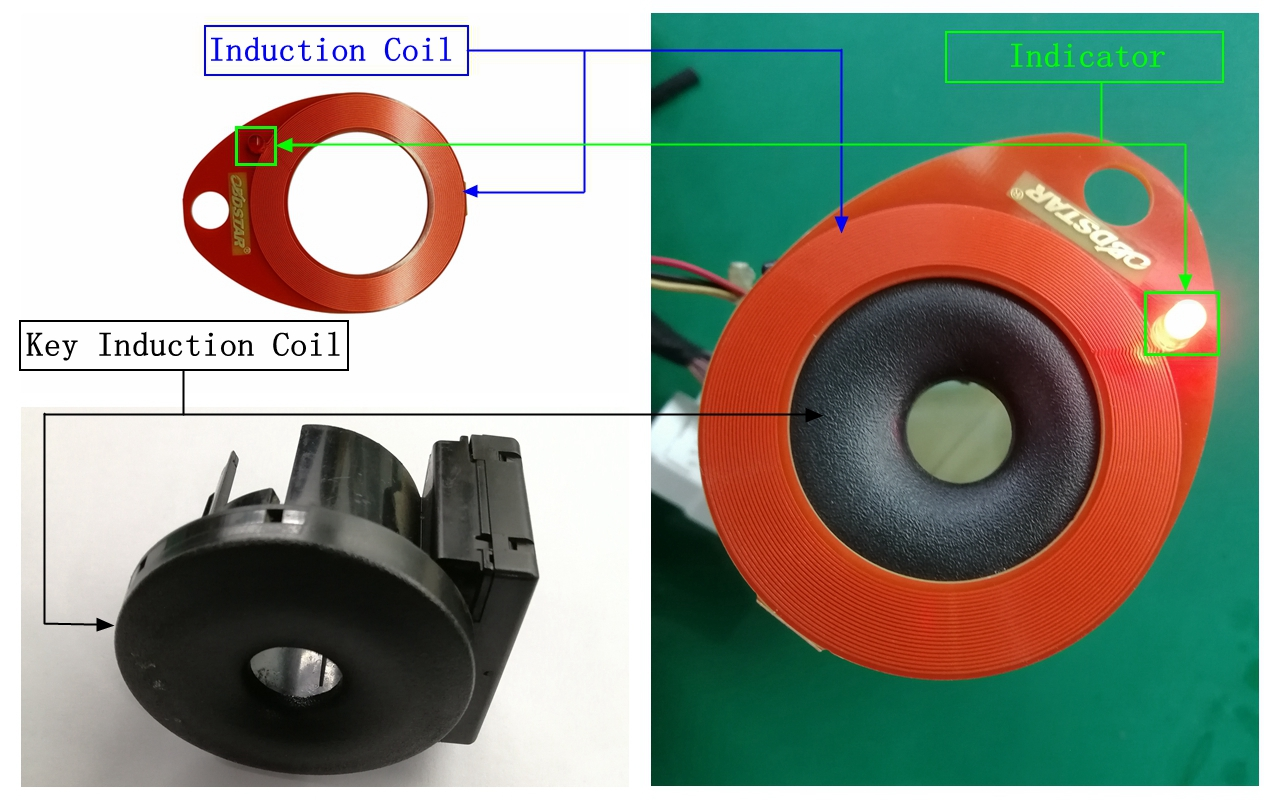 Induction Coil
Indicator
OBDSTAR®
OBDSTAR®
Key Induction Coil